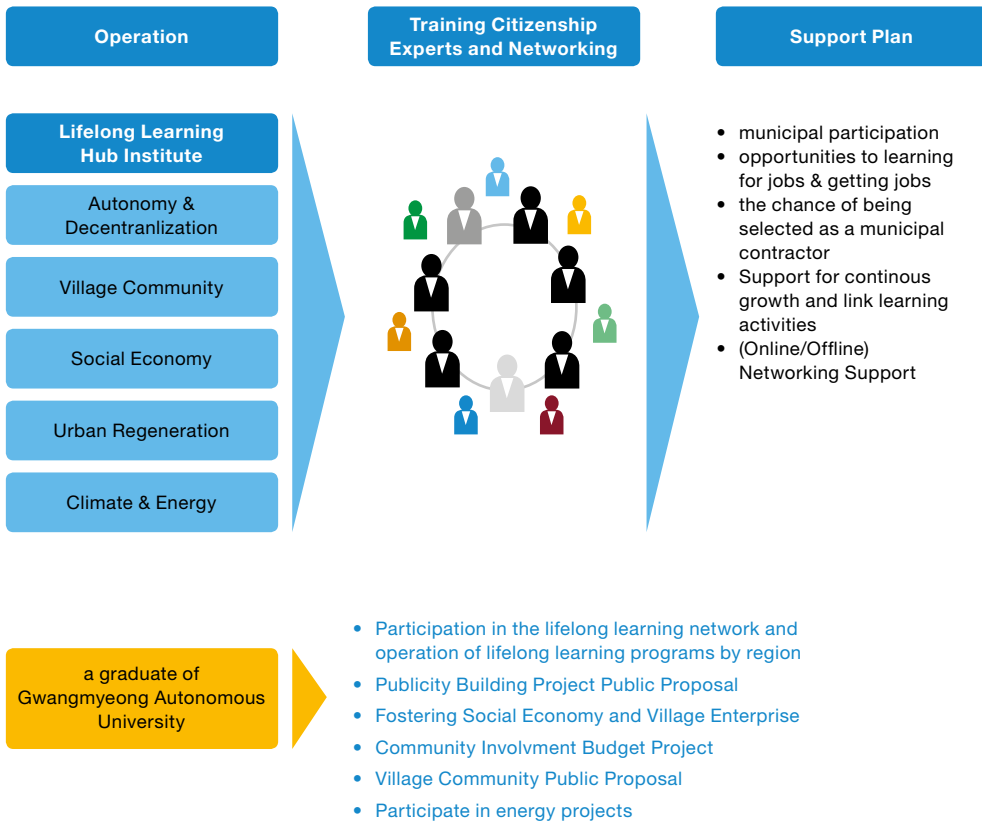 Operation
Training Citizenship
Experts and Networking
Support Plan
Lifelong Learning
Hub Institute
Autonomy &
Decentranlization
Village Community
Social Economy
Urban Regeneration
Climate & Energy
• municipal participation
• opportunities to learning
for jobs & getting jobs
• the chance of being
selected as a municipal
contractor
• Support for continous
growth and link learning
activities
• (Online/Offline)
Networking Support
a graduate of
Gwangmyeong Autonomous
University
• Participation in the lifelong learning network and
operation of lifelong learning programs by region
• Publicity Building Project Public Proposal
• Fostering Social Economy and Village Enterprise
• Community Involvment Budget Project
• Village Community Public Proposal
• Participate in energy projects